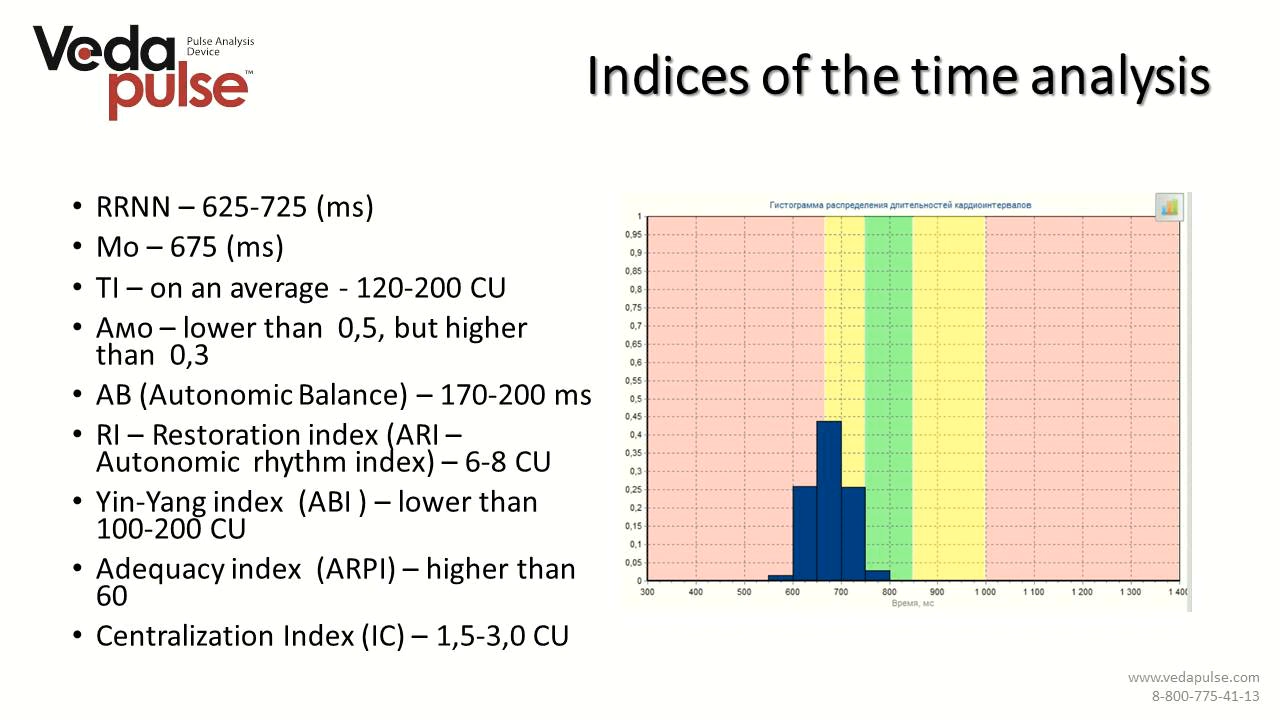 Veda
pulse™
Pulse Analysis
Device
Indices of the time analysis
• RRNN – 625-725 (ms)
• Mo – 675 (ms)
• TI – on an average - 120-200 CU
• Амо – lower than 0,5, but higher
than 0,3
• AB (Autonomic Balance) – 170-200 ms
• RI – Restoration index (ARI –
Autonomic rhythm index) – 6-8 CU
• Yin-Yang index (ABI ) – lower than
100-200 CU
• Adequacy index (ARPI) – higher than
60
• Centralization Index (IC) – 1,5-3,0 CU
Гистограмма распределения длительностей кардиоинтервалов
1
0,95
0,9
0,85
0,8
0,75
0,7
0,65
0,6
0,55
0,5
0,45
0,4
0,35
0,3
0,25
0,2
0,15
0,1
0,05
0
300 400 500 600 700 800 900 1 000 1 100 1 200 1 300 1 400
Время, мс
www.vedapulse.com
8-800-775-41-13